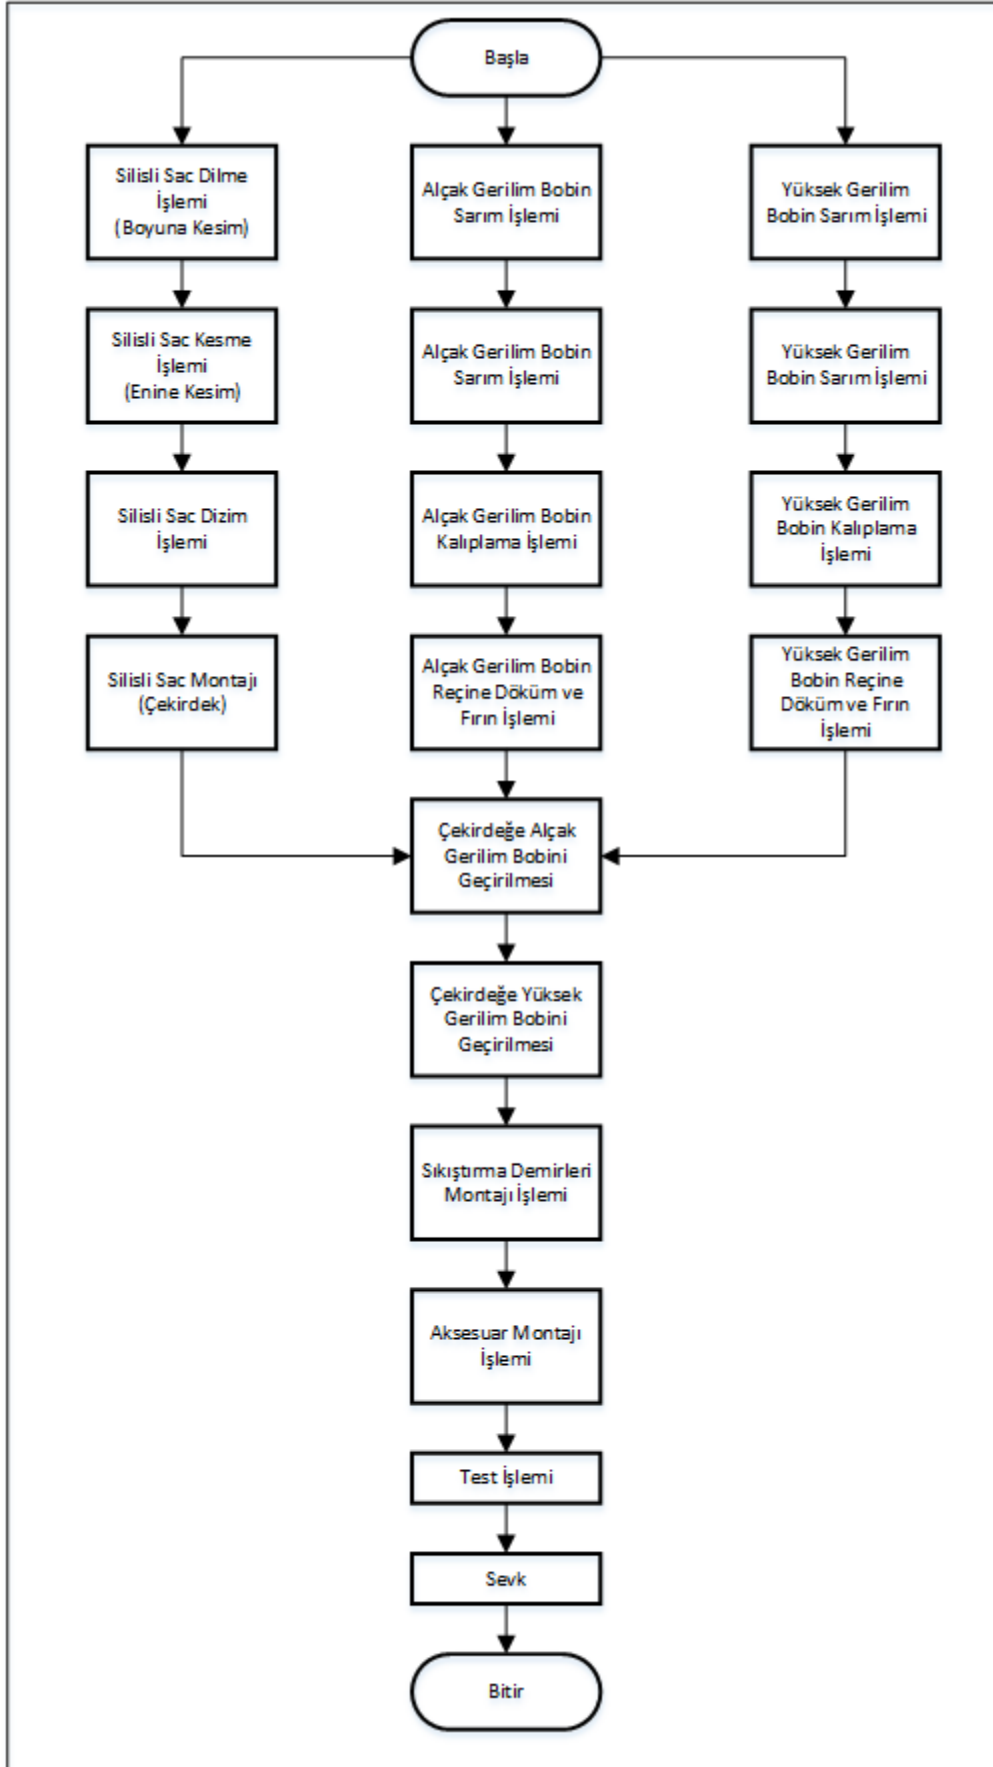 Başla
Silisli Sac Dilme
İşlemi
(Boyuna Kesim)
Alçak Gerilim Bobin
Sarım İşlemi
Yüksek Gerilim
Bobin Sarım İşlemi
Silisli Sac Kesme
İşlemi
(Enine Kesim)
Alçak Gerilim Bobin
Sarım İşlemi
Yüksek Gerilim
Bobin Sarım İşlemi
Silisli Sac Dizim
İşlemi
Alçak Gerilim Bobin
Kalıplama İşlemi
Yüksek Gerilim
Bobin Kalıplama
İşlemi
Silisli Sac Montajı
(Çekirdek)
Alçak Gerilim Bobin
Reçine Döküm ve
Fırın İşlemi
Yüksek Gerilim
Bobin Reçine
Döküm ve Fırın
İşlemi
Çekirdeğe Alçak
Gerilim Bobini
Geçirilmesi
Çekirdeğe Yüksek
Gerilim Bobini
Geçirilmesi
Sıkıştırma Demirleri
Montajı İşlemi
Aksesuar Montajı
İşlemi
Test İşlemi
Sevk
Bitir